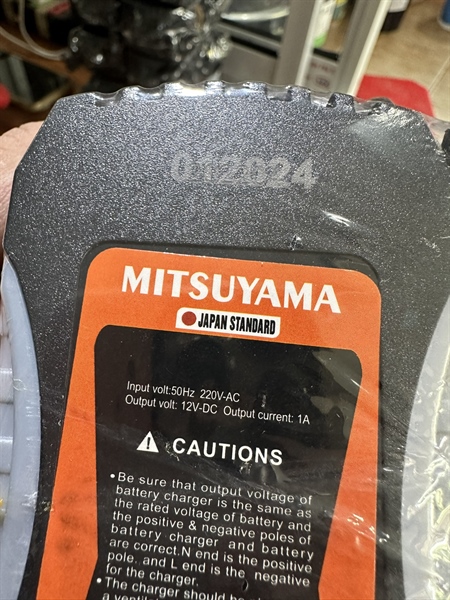 012024
MITSUYAMA
JAPAN STANDARD
Input volt:50Hz 220V-AC
Output volt: 12V-DC Output current: 1A
CAUTIONS
•Be sure that output voltage of
battery charger is the same as
the rated voltage of battery and
the positive & negative poles of
battery charger and battery
are correct.N end is the positive
pole. and L end is the negative
for the charger.
•The charger should be